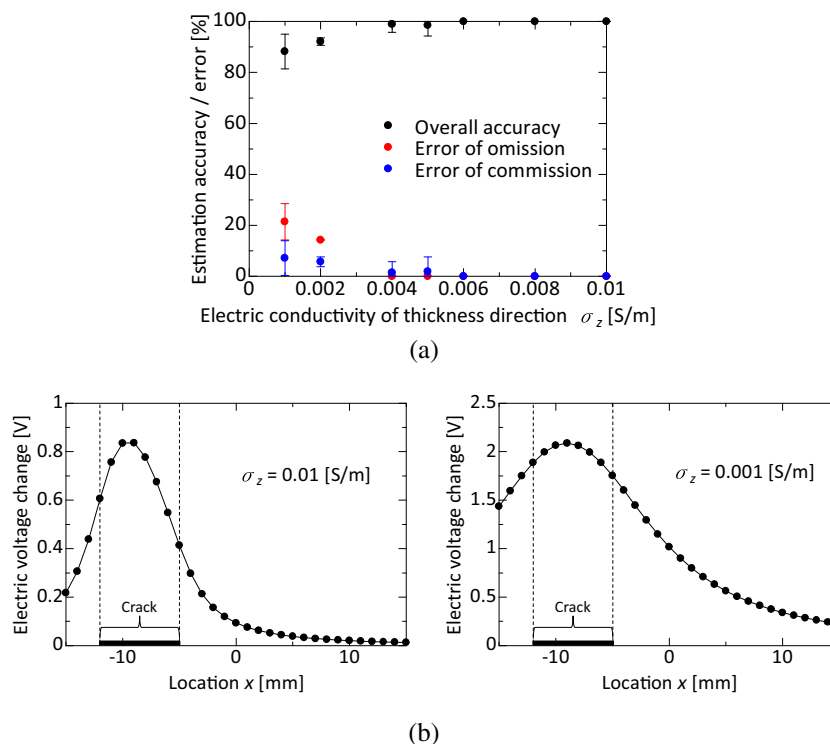 100
80
60
40
20
0
Estimation accuracy / error [%]
Overall accuracy
Error of omission
Error of commission
0 0.002 0.004 0.006 0.008 0.01
Electric conductivity of thickness direction σz [S/m]
(a)
1
0.8
0.6
0.4
0.2
0
Electric voltage change [V]
σz = 0.01 [S/m]
Crack
-10 0 10
Location x [mm]
2.5
2
1.5
1
0.5
0
Electric voltage change [V]
σz = 0.001 [S/m]
Crack
-10 0 10
Location x [mm]
(b)